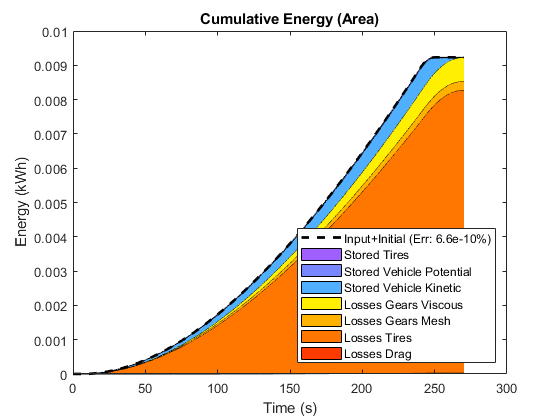 Cumulative Energy (Area)
0.01
0.009
0.008
0.007
0.006
0.005
0.004
0.003
0.002
0.001
0
Energy (kWh)
Input+Initial (Err: 6.6e-10%)
Stored Tires
Stored Vehicle Potential
Stored Vehicle Kinetic
Losses Gears Viscous
Losses Gears Mesh
Losses Tires
Losses Drag
0 50 100 150 200 250 300
Time (s)